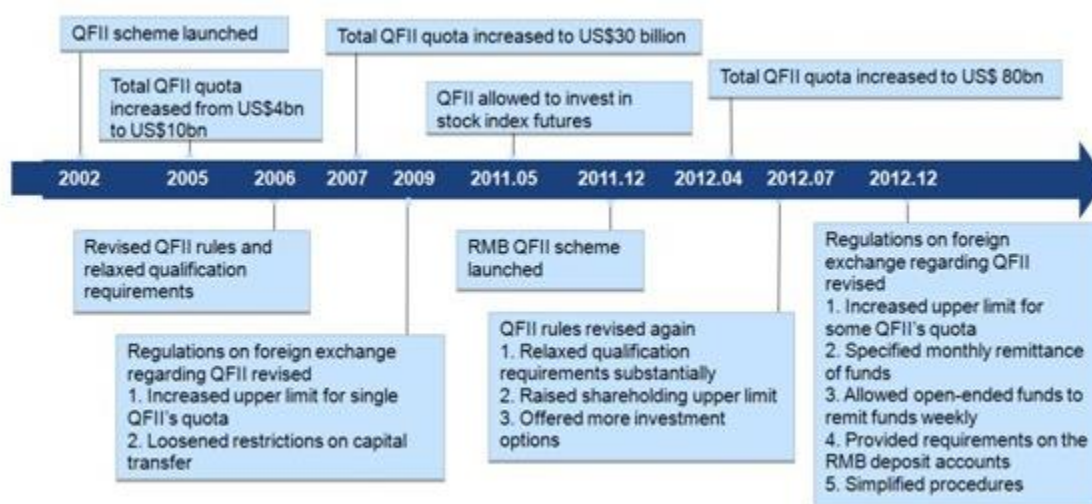 QFII scheme launched
Total QFII quota increased to US$30 billion
Total QFII quota
increased from US$4bn
to US$10bn
QFII allowed to invest in
stock index futures
Total QFII quota increased to US$ 80bn
2002 2005 2006 2007 2009 2011.05 2011.12 2012.04 2012.07 2012.12
Revised QFII rules and
relaxed qualification
requirements
Regulations on foreign exchange
regarding QFII revised
1. Increased upper limit for single
QFII's quota
2. Loosened restrictions on capital
transfer
RMB QFII scheme
launched
QFII rules revised again
1. Relaxed qualification
requirements substantially
2. Raised shareholding upper limit
3. Offered more investment
options
Regulations on foreign
exchange regarding QFII
revised
1. Increased upper limit for
some QFII's quota
2. Specified monthly remittance
of funds
3. Allowed open-ended funds to
remit funds weekly
4. Provided requirements on the
RMB deposit accounts
5. Simplified procedures